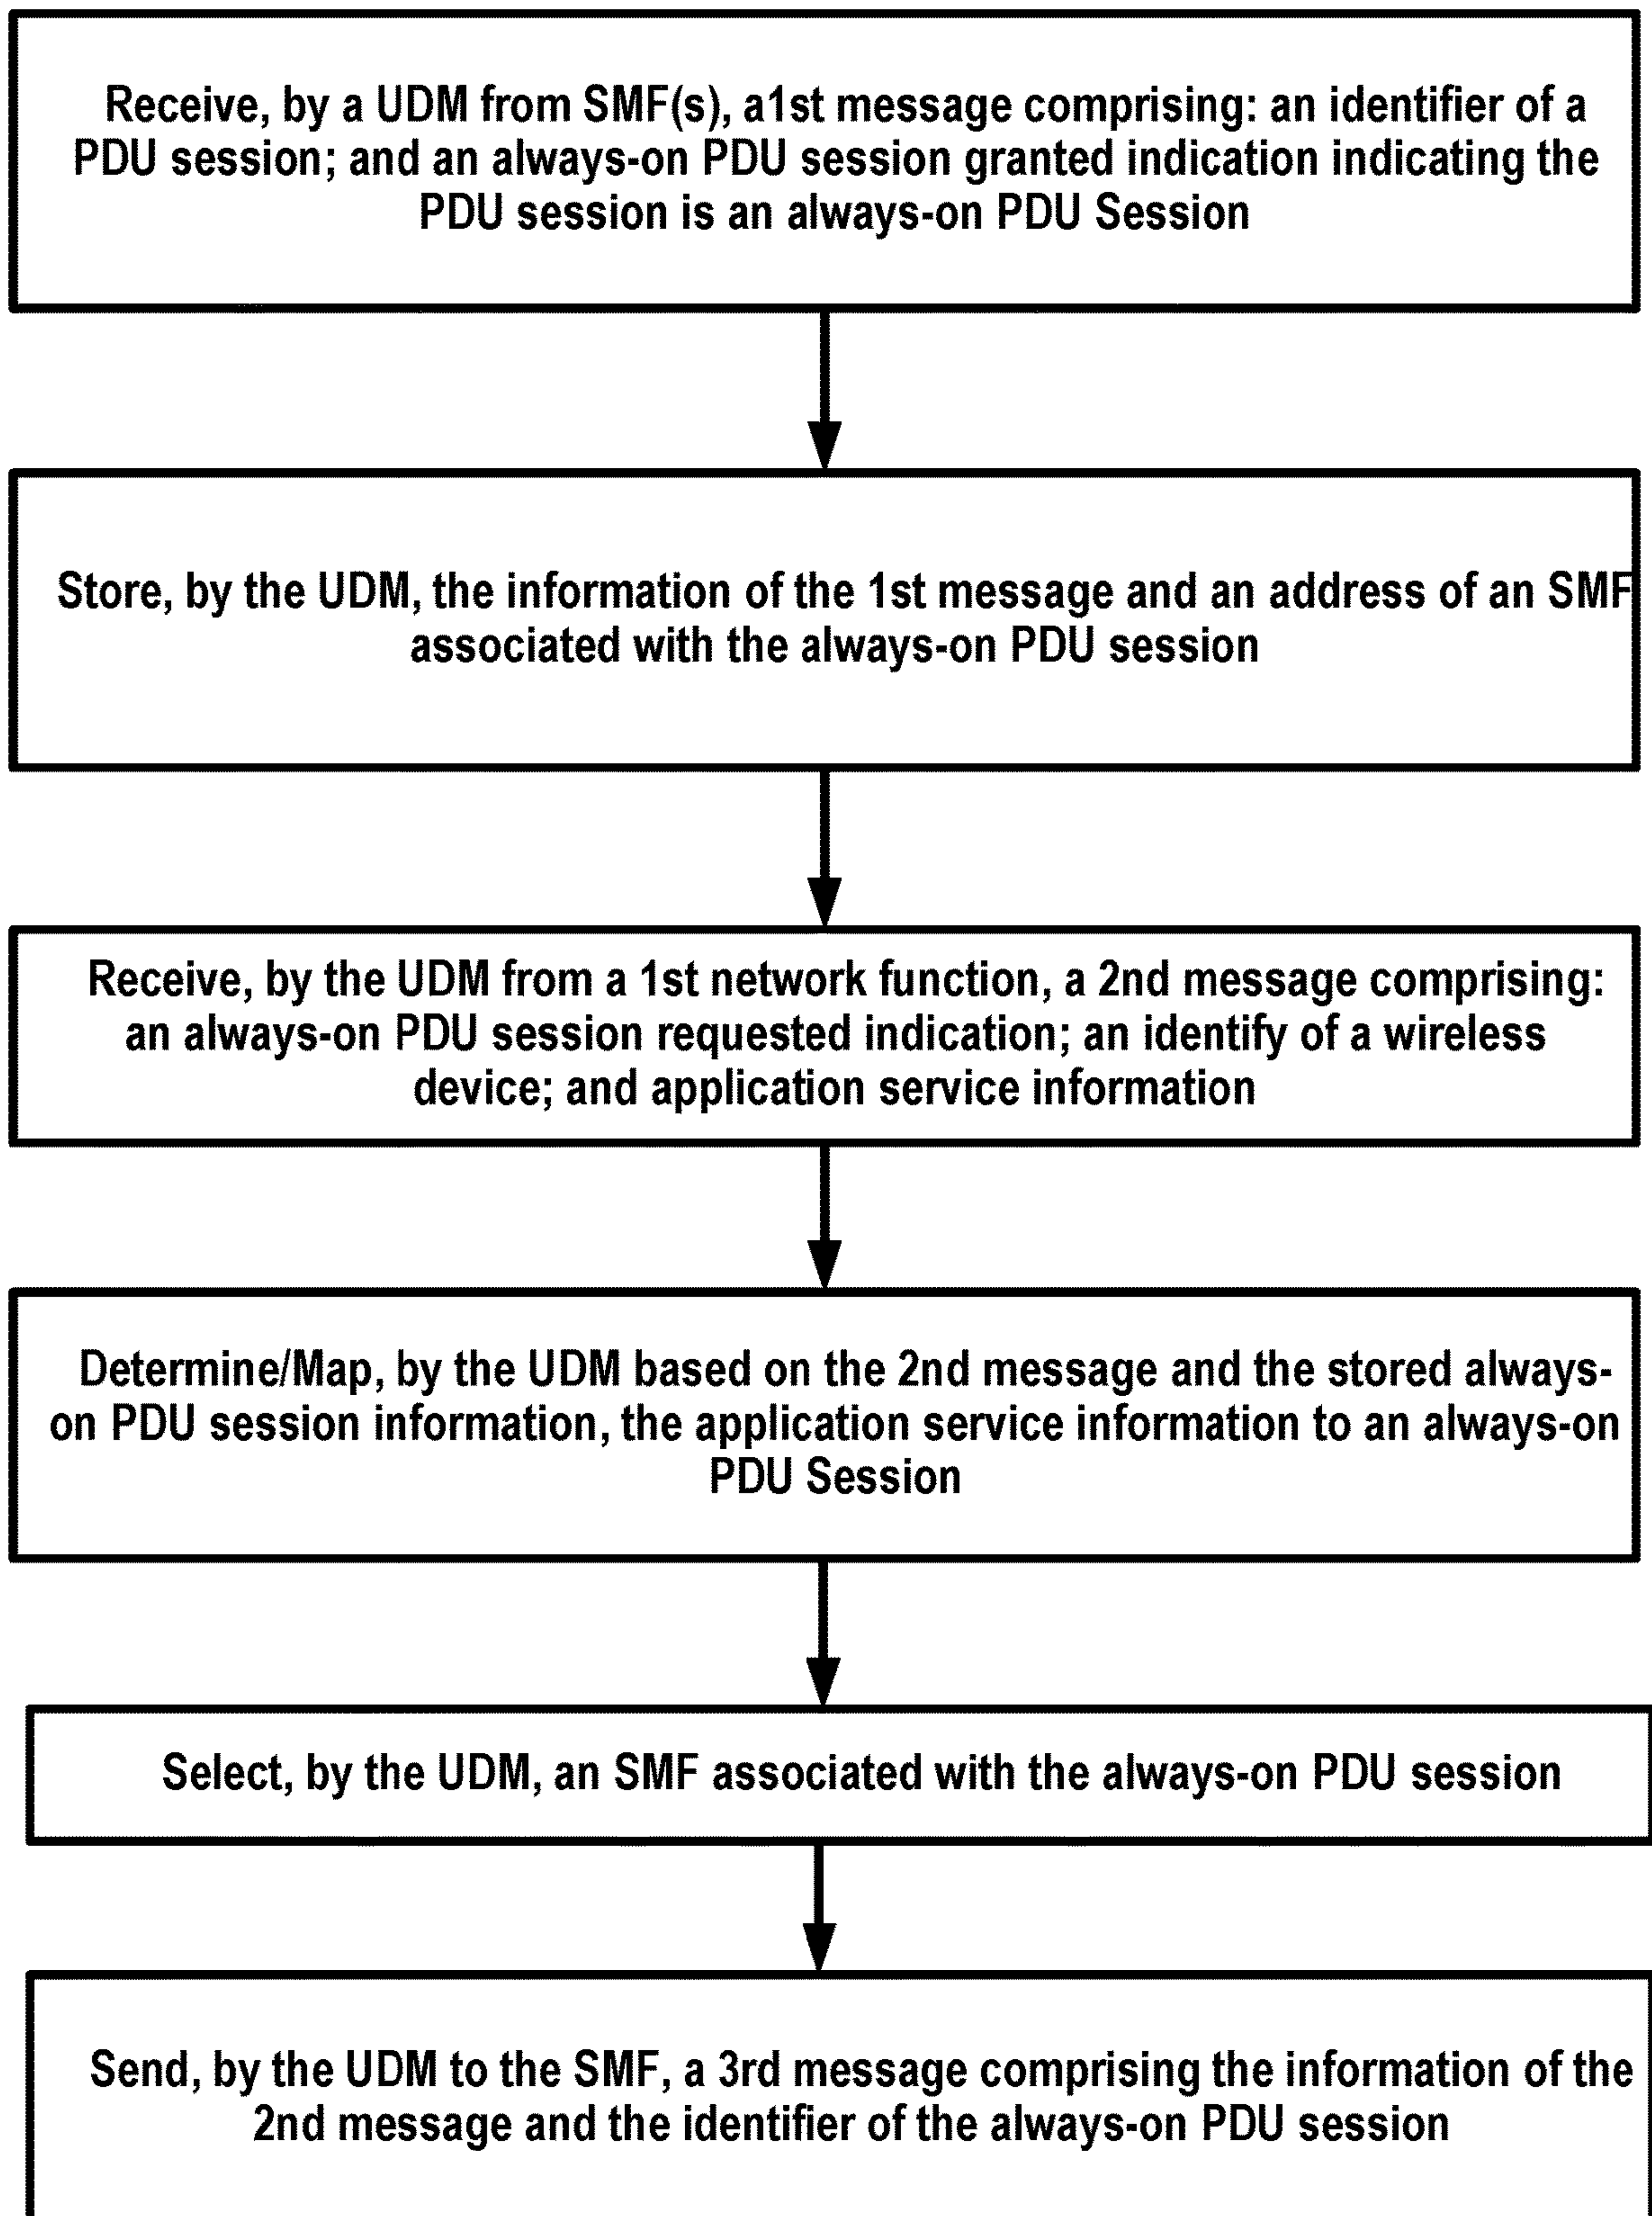 Receive, by a UDM from SMF(s), a1st message comprising: an identifier of a
PDU session; and an always-on PDU session granted indication indicating the
PDU session is an always-on PDU Session
Store, by the UDM, the information of the 1st message and an address of an SMF
associated with the always-on PDU session
Receive, by the UDM from a 1st network function, a 2nd message comprising:
an always-on PDU session requested indication; an identify of a wireless
device; and application service information
Determine/Map, by the UDM based on the 2nd message and the stored always-
on PDU session information, the application service information to an always-on
PDU Session
Select, by the UDM, an SMF associated with the always-on PDU session
Send, by the UDM to the SMF, a 3rd message comprising the information of the
2nd message and the identifier of the always-on PDU session